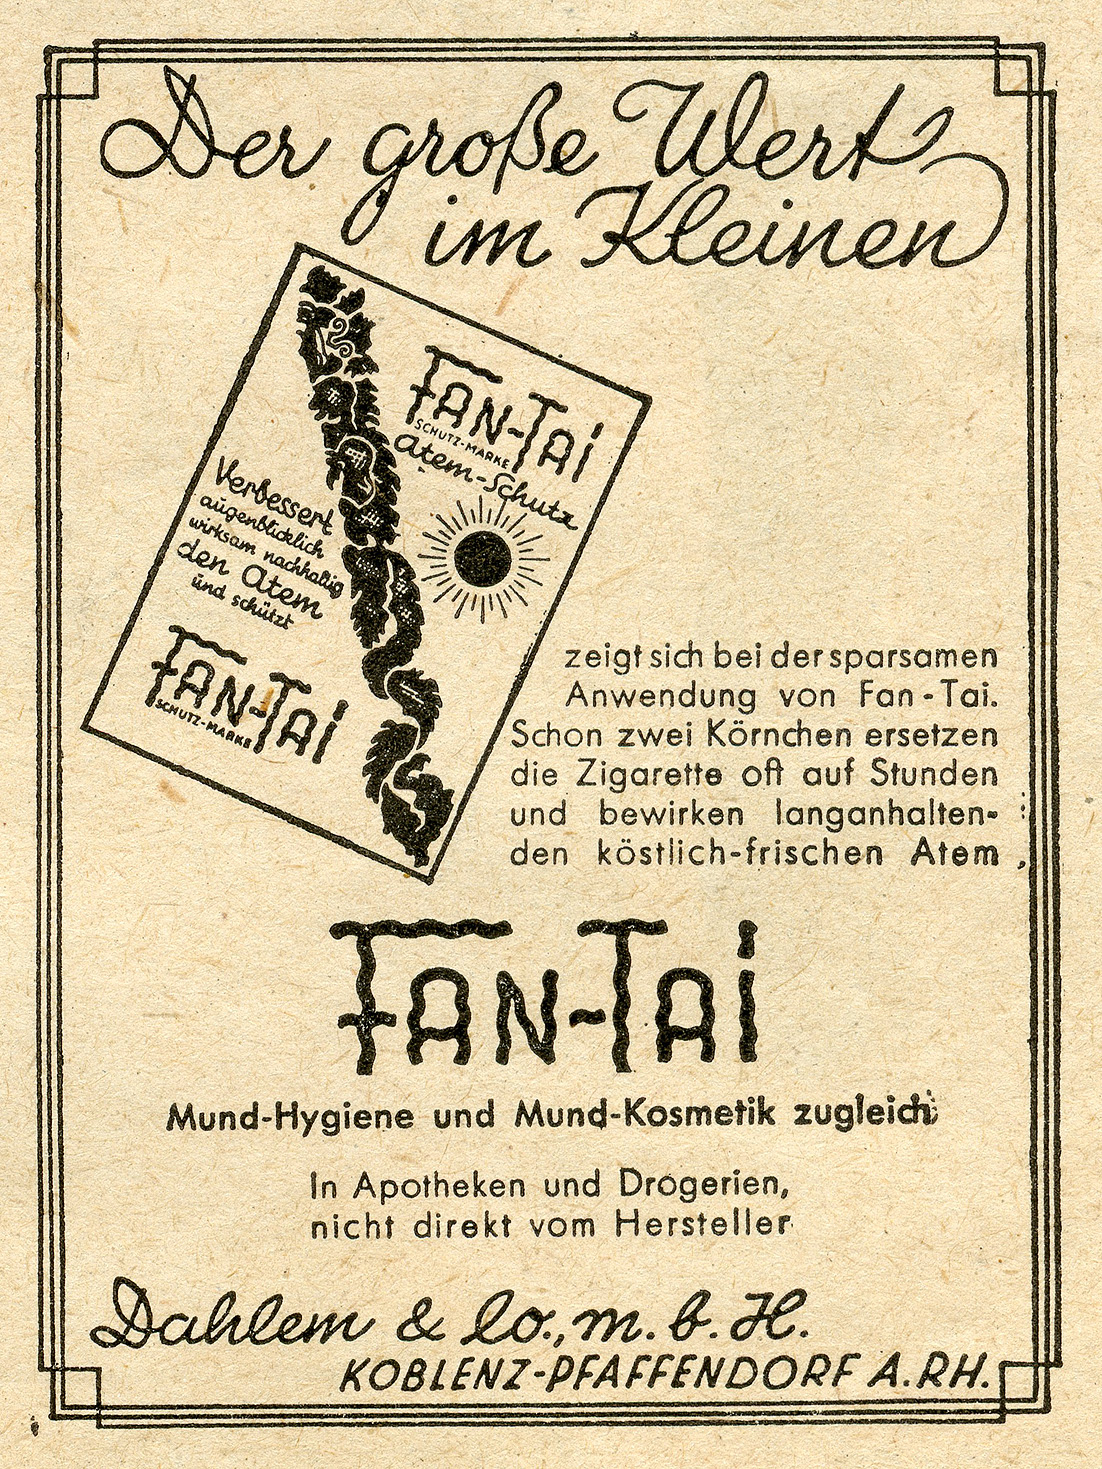 Der große Wert
im Kleinen
FAN-TAI
SCHUTZ-MARKE
Atem-Schutz
Verbessert
augenblicklich
wirksam nachhaltig
den Atem
und schützt
FAN-TAI
SCHUTZ-MARKE
zeigt sich bei der sparsamen
Anwendung von Fan-Tai.
Schon zwei Körnchen ersetzen
die Zigarette oft auf Stunden
und bewirken langanhalten-
den köstlich-frischen Atem
FAN-TAI
Mund-Hygiene und Mund-Kosmetik zugleich
In Apotheken und Drogerien,
nicht direkt vom Hersteller
Dahlem & Co., m. b. H.
KOBLENZ-PFAFFENDORF A. RH.